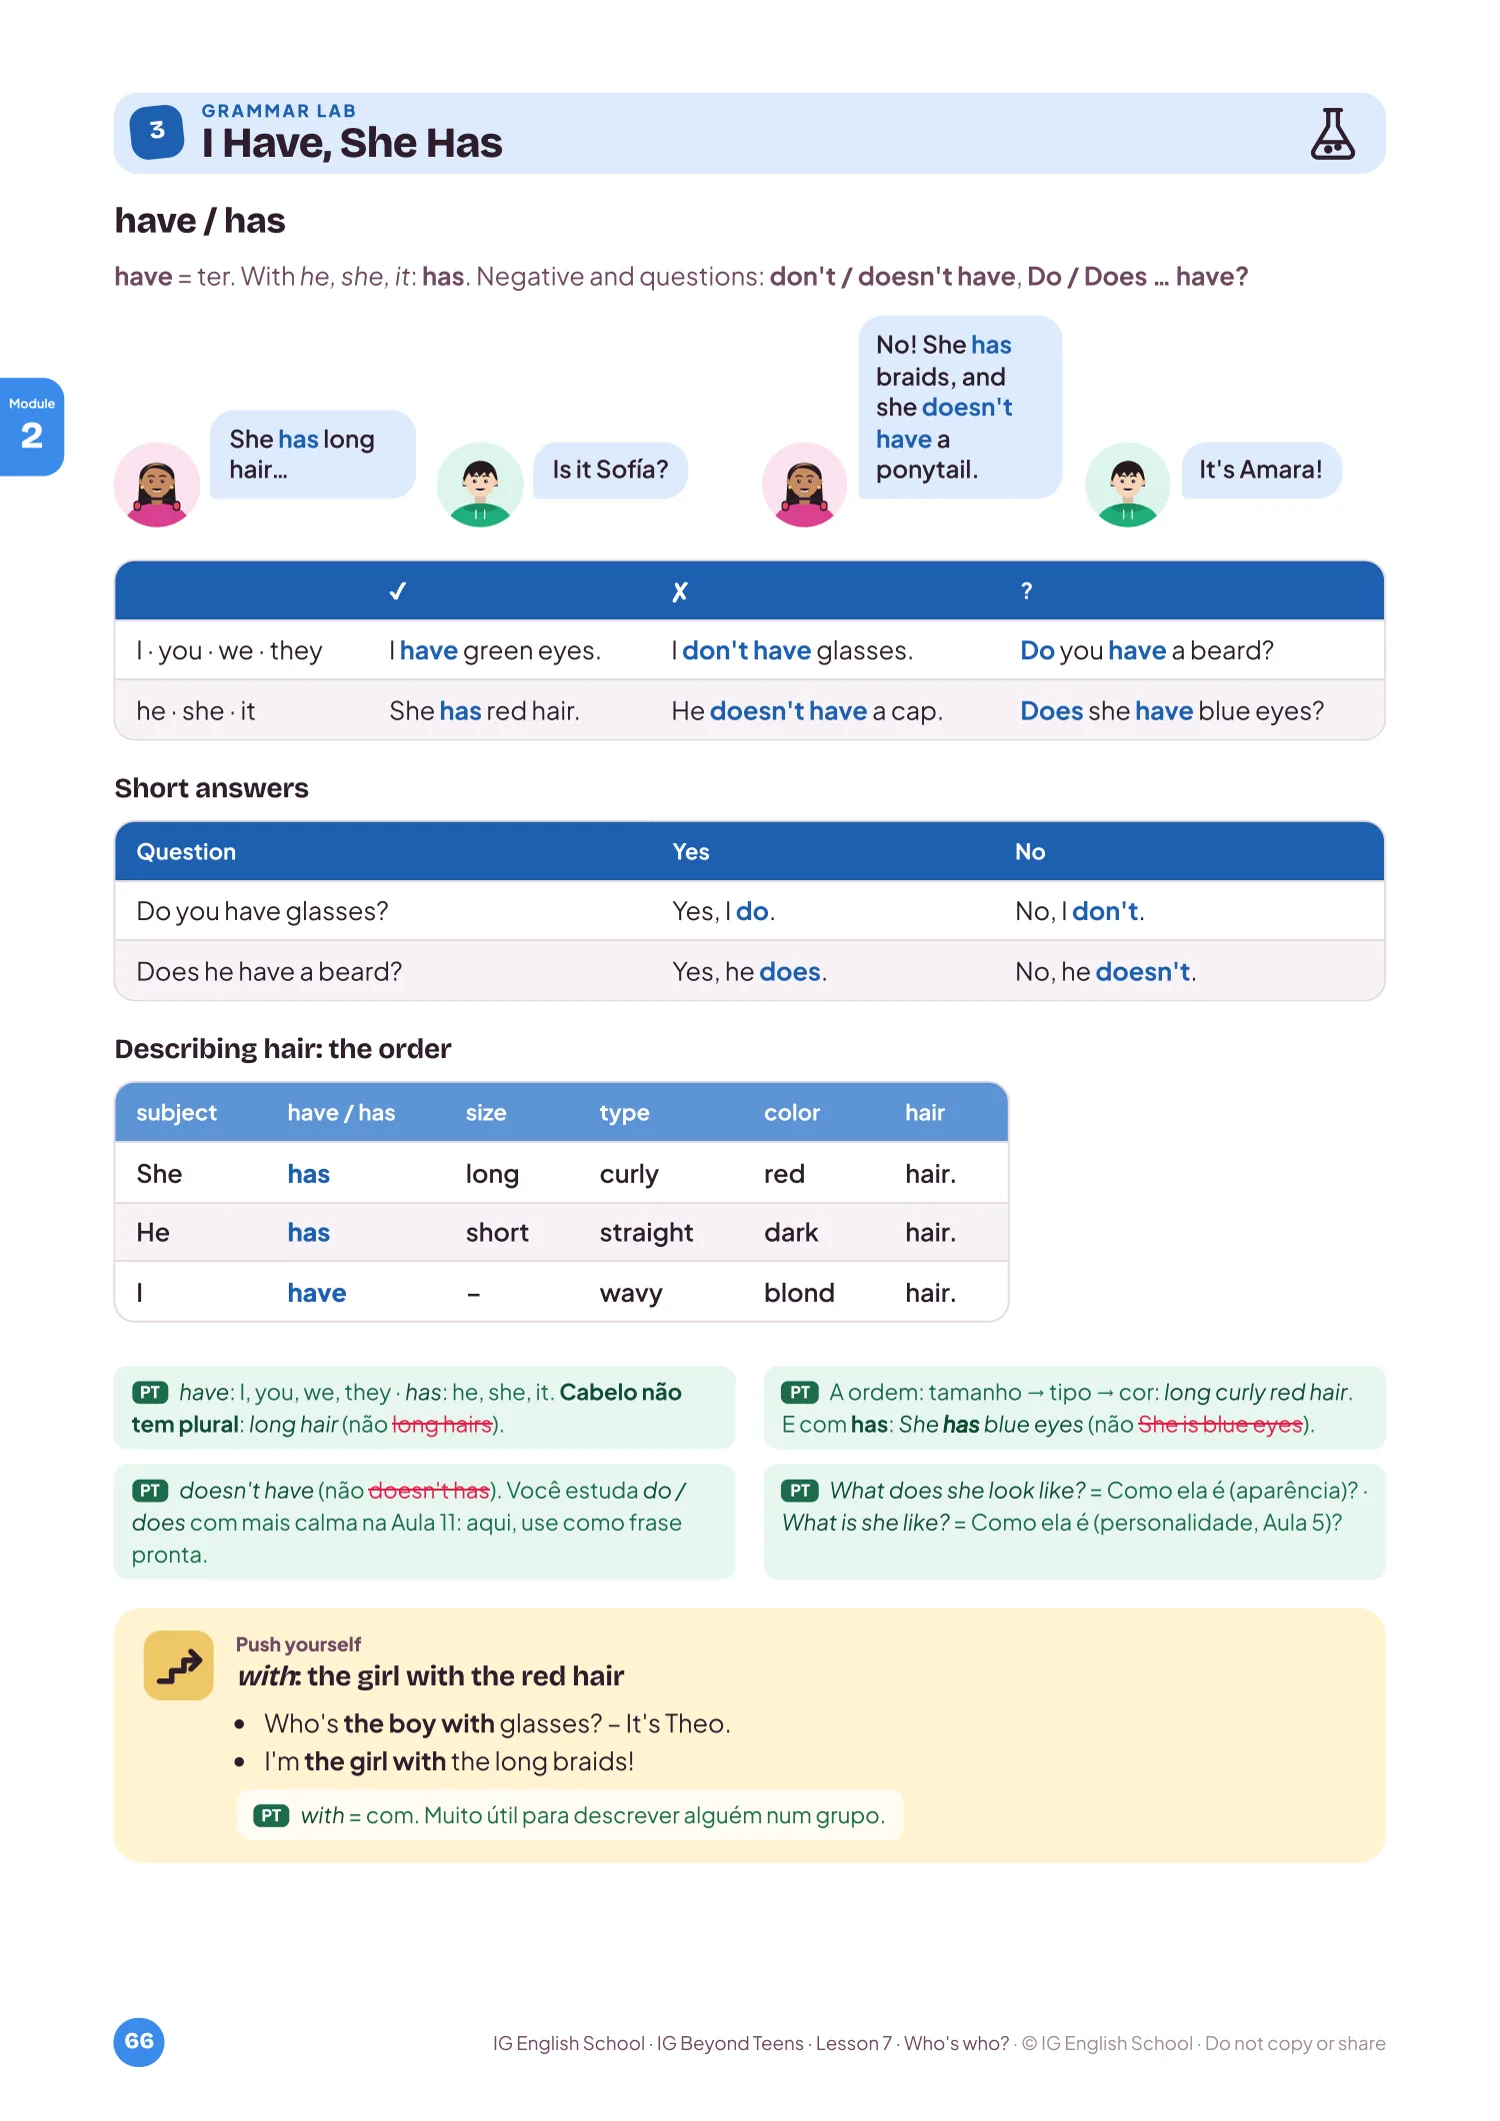 3
GRAMMAR LAB
I Have, She Has
have / has
have = ter. With he, she, it: has. Negative and questions: don't / doesn't have, Do / Does ... have?
Module
2
She has long
hair...
Is it Sofía?
No! She has
braids, and
she doesn't
have a
ponytail.
It's Amara!
✓ ✗ ?
I · you · we · they I have green eyes. I don't have glasses. Do you have a beard?
he · she · it She has red hair. He doesn't have a cap. Does she have blue eyes?
Short answers
Question Yes No
Do you have glasses? Yes, I do. No, I don't.
Does he have a beard? Yes, he does. No, he doesn't.
Describing hair: the order
subject have / has size type color hair
She has long curly red hair.
He has short straight dark hair.
I have – wavy blond hair.
PT have: I, you, we, they · has: he, she, it. Cabelo não
tem plural: long hair (não long hairs).
PT A ordem: tamanho → tipo → cor: long curly red hair.
E com has: She has blue eyes (não She is blue eyes).
PT doesn't have (não doesn't has). Você estuda do /
does com mais calma na Aula 11: aqui, use como frase
pronta.
PT What does she look like? = Como ela é (aparência)? ·
What is she like? = Como ela é (personalidade, Aula 5)?
Push yourself
with: the girl with the red hair
• Who's the boy with glasses? – It's Theo.
• I'm the girl with the long braids!
PT with = com. Muito útil para descrever alguém num grupo.
66
IG English School · IG Beyond Teens · Lesson 7 · Who's who? · © IG English School · Do not copy or share